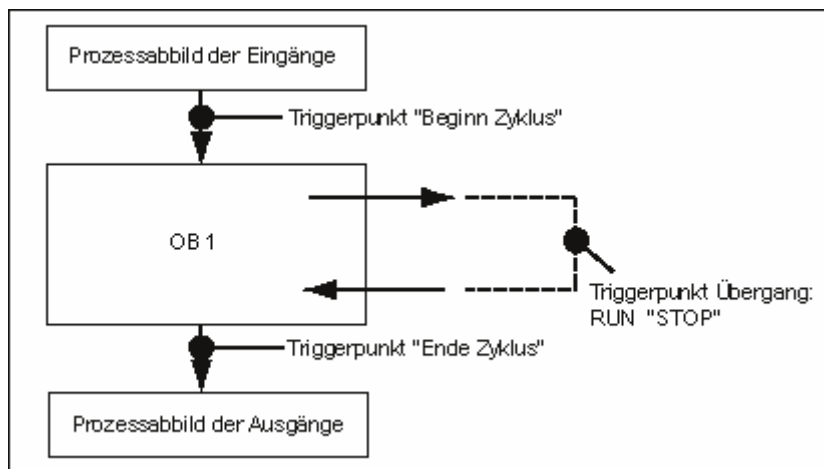 Prozessabbild der Eingänge
Triggerpunkt "Beginn Zyklus"
OB 1
Triggerpunkt Übergang:
RUN "STOP"
Triggerpunkt "Ende Zyklus"
Prozessabbild der Ausgänge